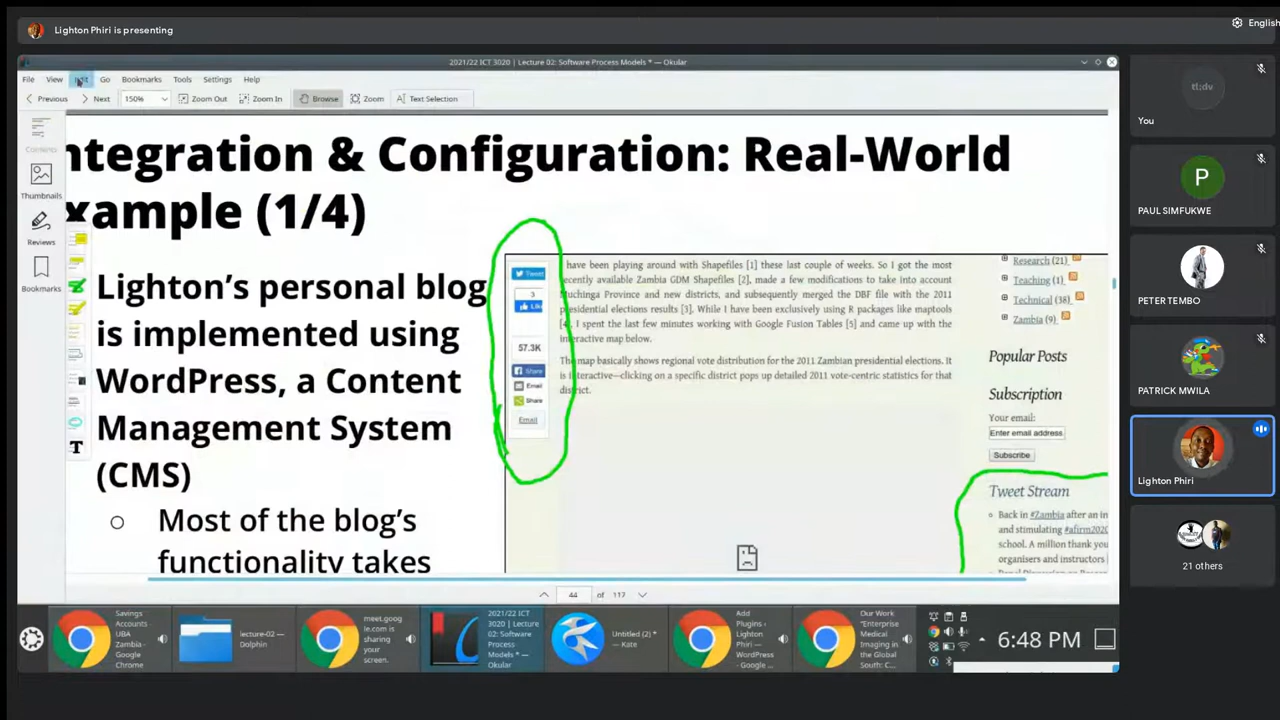 Lighton Phiri is presenting
English
2021/22 ICT 3020 | Lecture 02: Software Process Models * — Okular
File View Edit Go Bookmarks Tools Settings Help
Previous Next 150% Zoom Out Zoom In Browse Zoom Text Selection
Contents
Thumbnails
Reviews
Bookmarks
T
ntegration & Configuration: Real-World
xample (1/4)
Lighton's personal blog
is implemented using
WordPress, a Content
Management System
(CMS)
Most of the blog's
functionality takes
Tweet
3
Like
57.3K
Share
Email
Share
Email
have been playing around with Shapefiles [1] these last couple of weeks. So I got the most
recently available Zambia GDM Shapefiles [2], made a few modifications to take into account
Muchinga Province and new districts, and subsequently merged the DBF file with the 2011
presidential elections results [3]. While I have been exclusively using R packages like maptools
[4], I spent the last few minutes working with Google Fusion Tables [5] and came up with the
interactive map below.
The map basically shows regional vote distribution for the 2011 Zambian presidential elections. It
is interactive—clicking on a specific district pops up detailed 2011 vote-centric statistics for that
district.
Research (21)
Teaching (1)
Technical (38)
Zambia (9)
Popular Posts
Subscription
Your email:
Enter email address
Subscribe
Tweet Stream
Back in #Zambia after an in
and stimulating #afirm2020
school. A million thank you
organisers and instructors
44 of 117
Savings
Accounts -
UBA
Zambia -
Google
Chrome
lecture-02 —
Dolphin
meet.goog
le.com is
sharing
your
screen.
2021/22
ICT 3020 |
Lecture
02:
Software
Process
Models * —
Okular
Untitled (2) *
— Kate
Add
Plugins ‹
Lighton
Phiri —
WordPress
- Google ...
Our Work
"Enterprise
Medical
Imaging in
the Global
South: C...
6:48 PM
tl;dv
You
P
PAUL SIMFUKWE
PETER TEMBO
PATRICK MWILA
Lighton Phiri
21 others